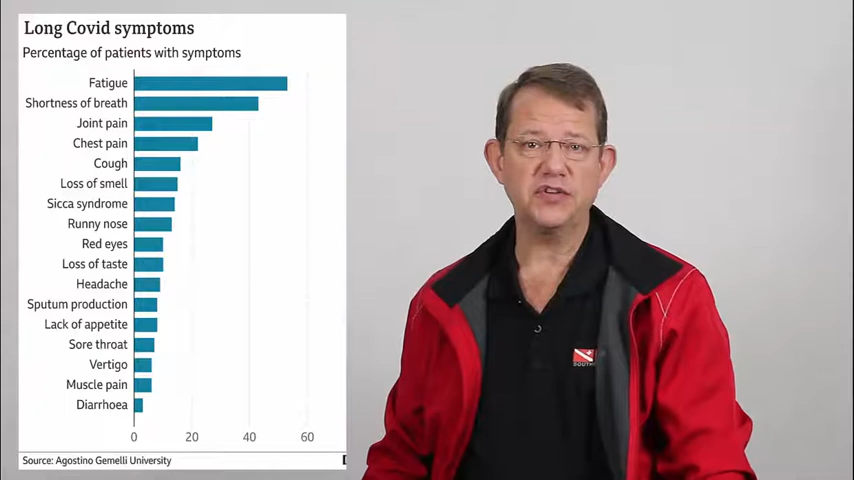 Long Covid symptoms
Percentage of patients with symptoms
Fatigue
Shortness of breath
Joint pain
Chest pain
Cough
Loss of smell
Sicca syndrome
Runny nose
Red eyes
Loss of taste
Headache
Sputum production
Lack of appetite
Sore throat
Vertigo
Muscle pain
Diarrhoea
0 20 40 60
Source: Agostino Gemelli University